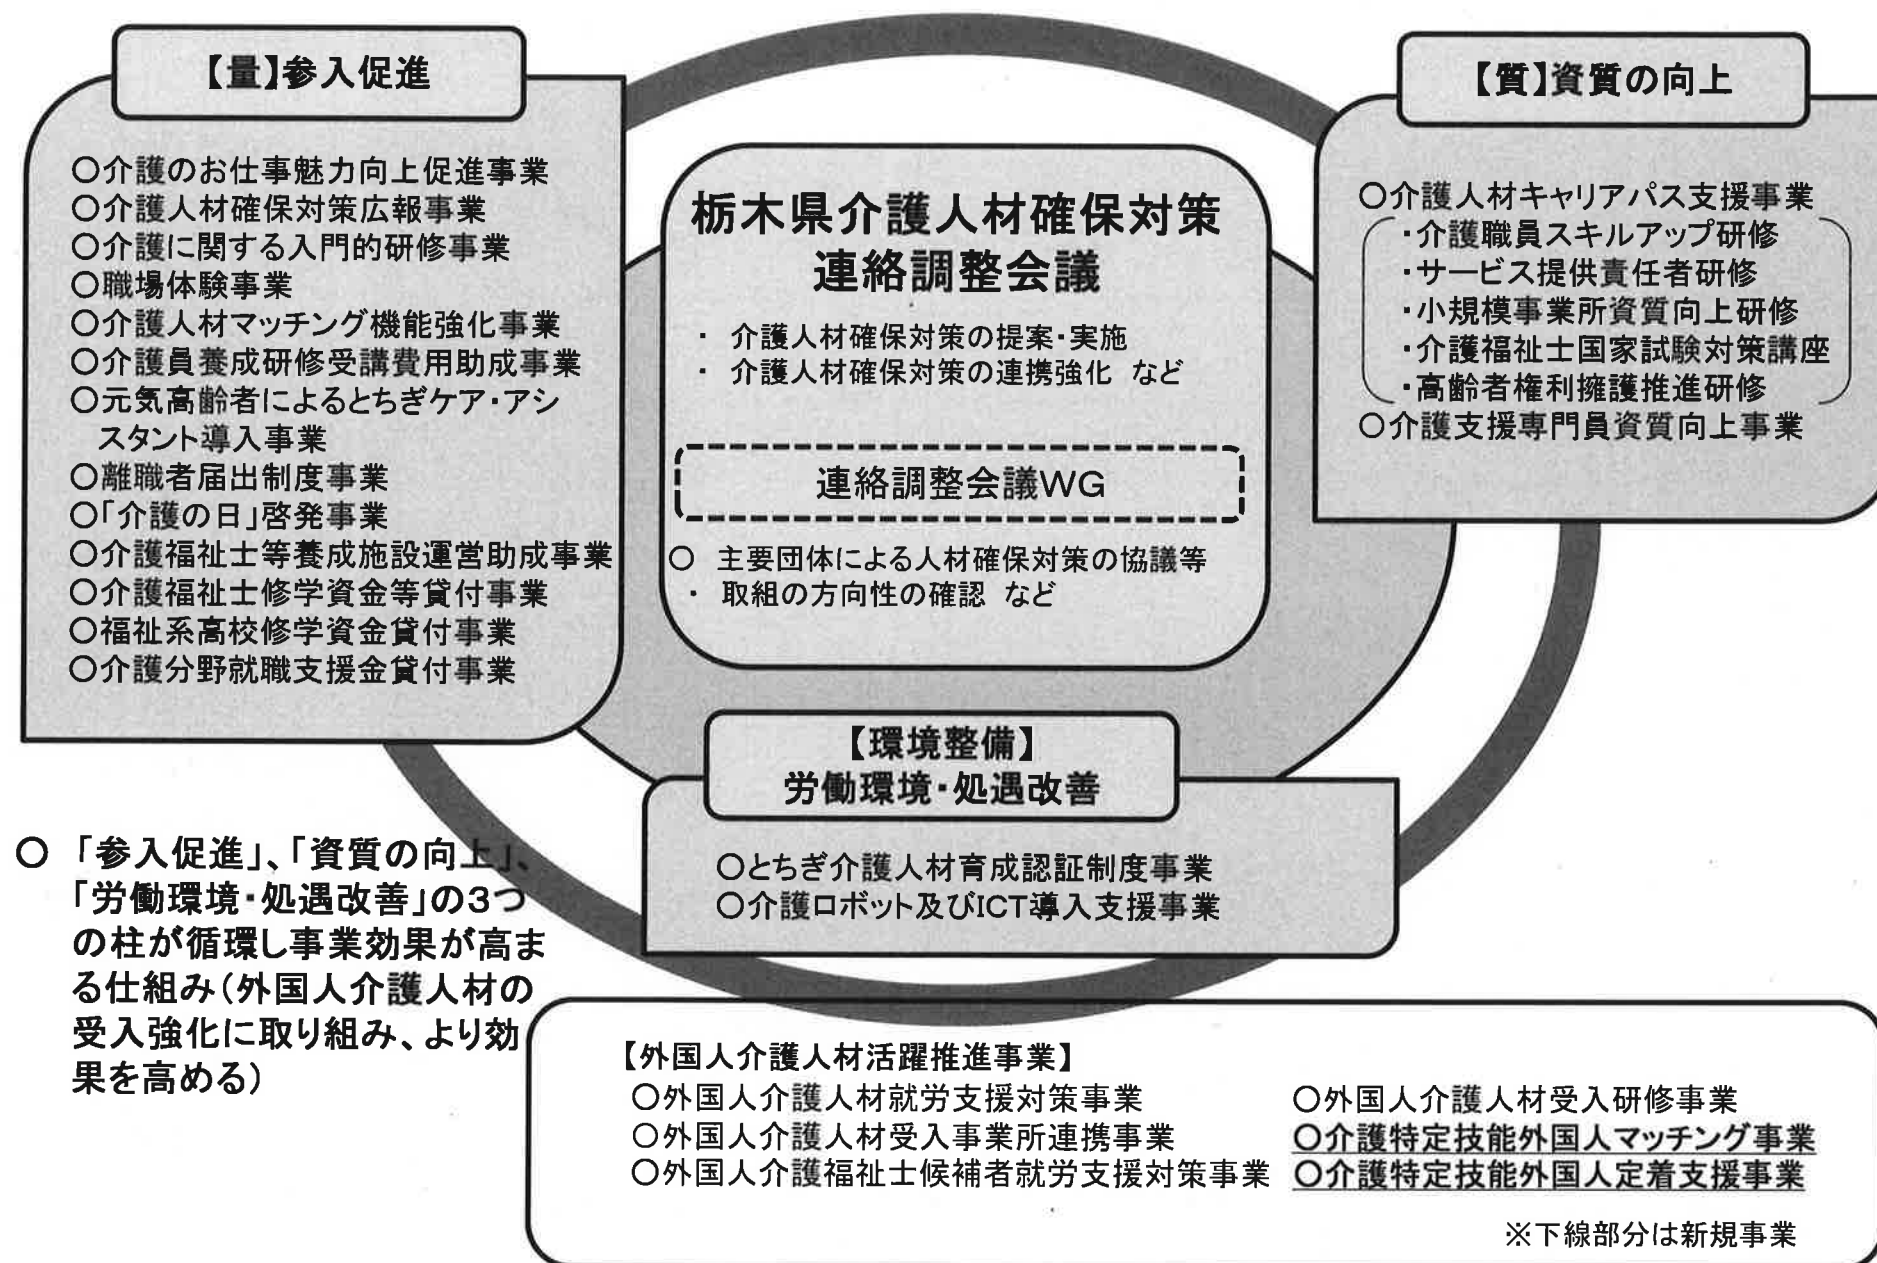 【量】参入促進
○介護のお仕事魅力向上促進事業
○介護人材確保対策広報事業
○介護に関する入門的研修事業
○職場体験事業
○介護人材マッチング機能強化事業
○介護員養成研修受講費用助成事業
○元気高齢者によるとちぎケア・アシ
スタント導入事業
○離職者届出制度事業
○「介護の日」啓発事業
○介護福祉士等養成施設運営助成事業
○介護福祉士修学資金等貸付事業
○福祉系高校修学資金貸付事業
○介護分野就職支援金貸付事業
栃木県介護人材確保対策
連絡調整会議
・ 介護人材確保対策の提案・実施
・ 介護人材確保対策の連携強化 など
連絡調整会議WG
○ 主要団体による人材確保対策の協議等
・ 取組の方向性の確認 など
【質】資質の向上
○介護人材キャリアパス支援事業
・介護職員スキルアップ研修
・サービス提供責任者研修
・小規模事業所資質向上研修
・介護福祉士国家試験対策講座
・高齢者権利擁護推進研修
○介護支援専門員資質向上事業
【環境整備】
労働環境・処遇改善
○とちぎ介護人材育成認証制度事業
○介護ロボット及びICT導入支援事業
○ 「参入促進」、「資質の向上」、
「労働環境・処遇改善」の3つ
の柱が循環し事業効果が高ま
る仕組み(外国人介護人材の
受入強化に取り組み、より効
果を高める)
【外国人介護人材活躍推進事業】
○外国人介護人材就労支援対策事業
○外国人介護人材受入事業所連携事業
○外国人介護福祉士候補者就労支援対策事業
○外国人介護人材受入研修事業
○介護特定技能外国人マッチング事業
○介護特定技能外国人定着支援事業
※下線部分は新規事業